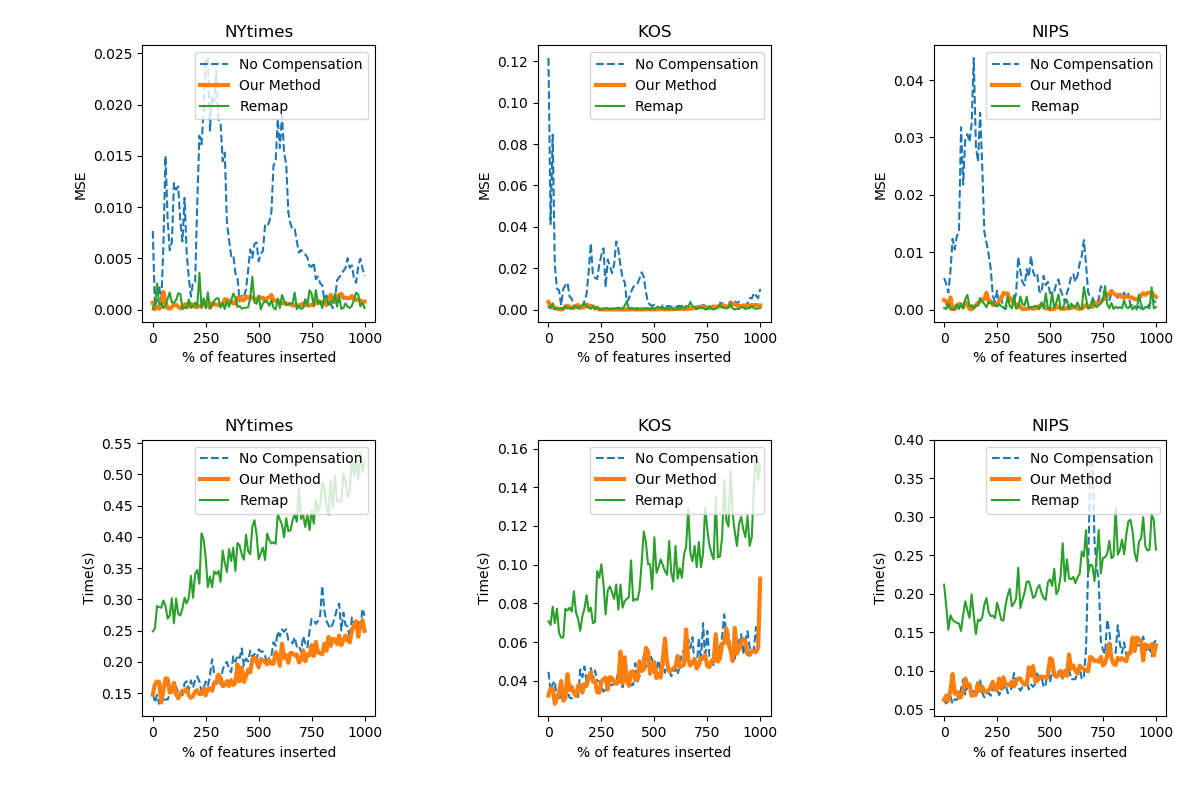 NYtimes
0.025
0.020
0.015
0.010
0.005
0.000
MSE
No Compensation
Our Method
Remap
0 250 500 750 1000
% of features inserted
KOS
0.12
0.10
0.08
0.06
0.04
0.02
0.00
MSE
No Compensation
Our Method
Remap
0 250 500 750 1000
% of features inserted
NIPS
0.04
0.03
0.02
0.01
0.00
MSE
No Compensation
Our Method
Remap
0 250 500 750 1000
% of features inserted
NYtimes
0.55
0.50
0.45
0.40
0.35
0.30
0.25
0.20
0.15
Time(s)
No Compensation
Our Method
Remap
0 250 500 750 1000
% of features inserted
KOS
0.16
0.14
0.12
0.10
0.08
0.06
0.04
Time(s)
No Compensation
Our Method
Remap
0 250 500 750 1000
% of features inserted
NIPS
0.40
0.35
0.30
0.25
0.20
0.15
0.10
0.05
Time(s)
No Compensation
Our Method
Remap
0 250 500 750 1000
% of features inserted